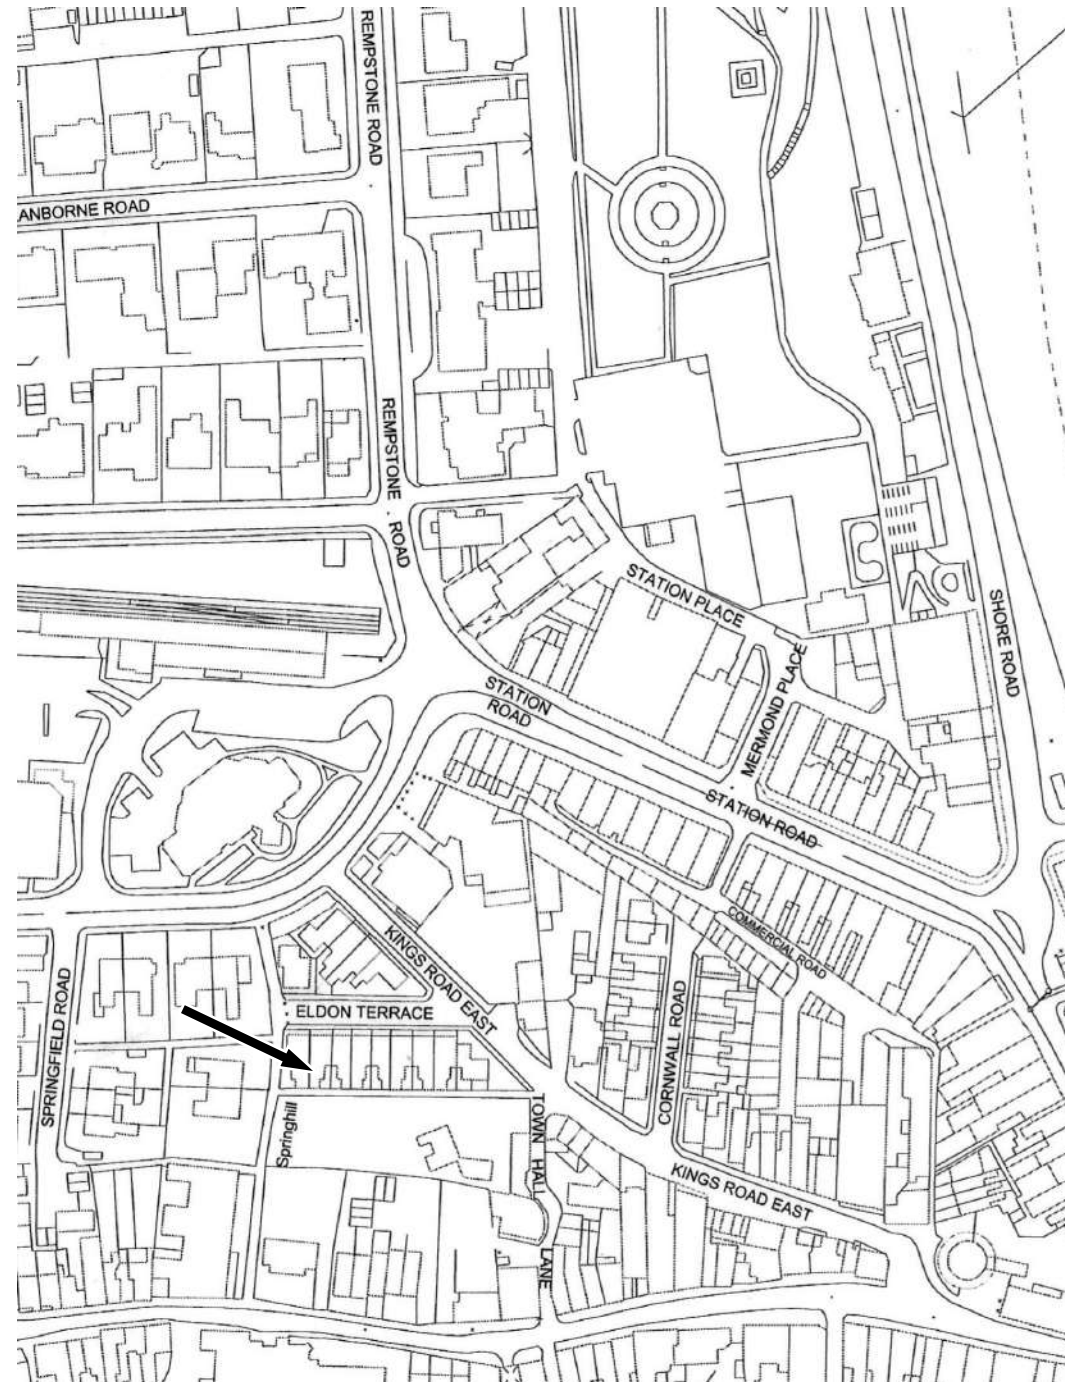 REMPSTONE ROAD
ANBORNE ROAD
REMPSTONE ROAD
STATION PLACE
SHORE ROAD
MERMOND PLACE
STATION
ROAD
STATION ROAD
COMMERCIAL ROAD
KINGS ROAD EAST
ELDON TERRACE
SPRINGFIELD ROAD
CORNWALL ROAD
Springhill
TOWN HALL LANE
KINGS ROAD EAST